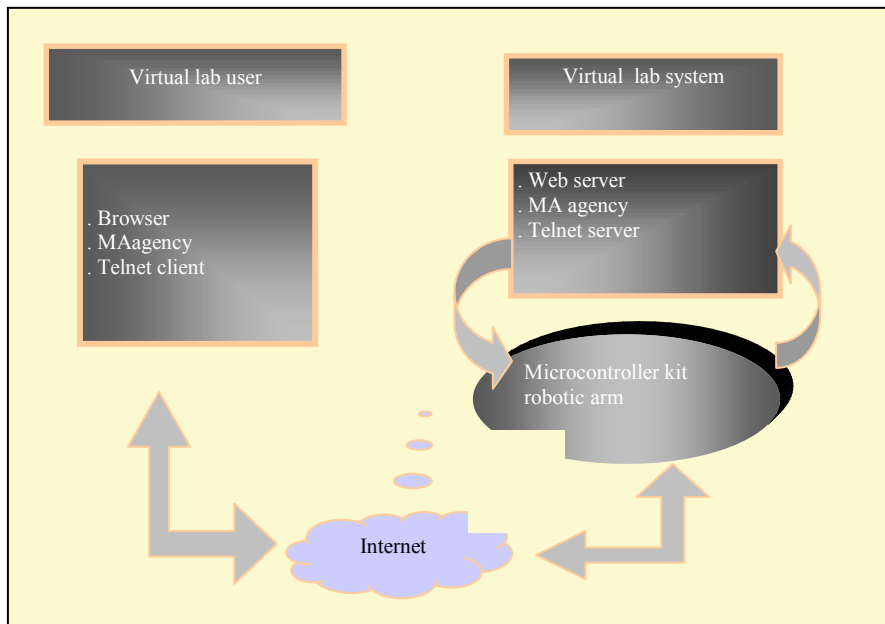 Virtual lab user
Virtual  lab system
. Browser
. MAagency
. Telnet client
. Web server
. MA agency
. Telnet server
Microcontroller kit
robotic arm
Internet